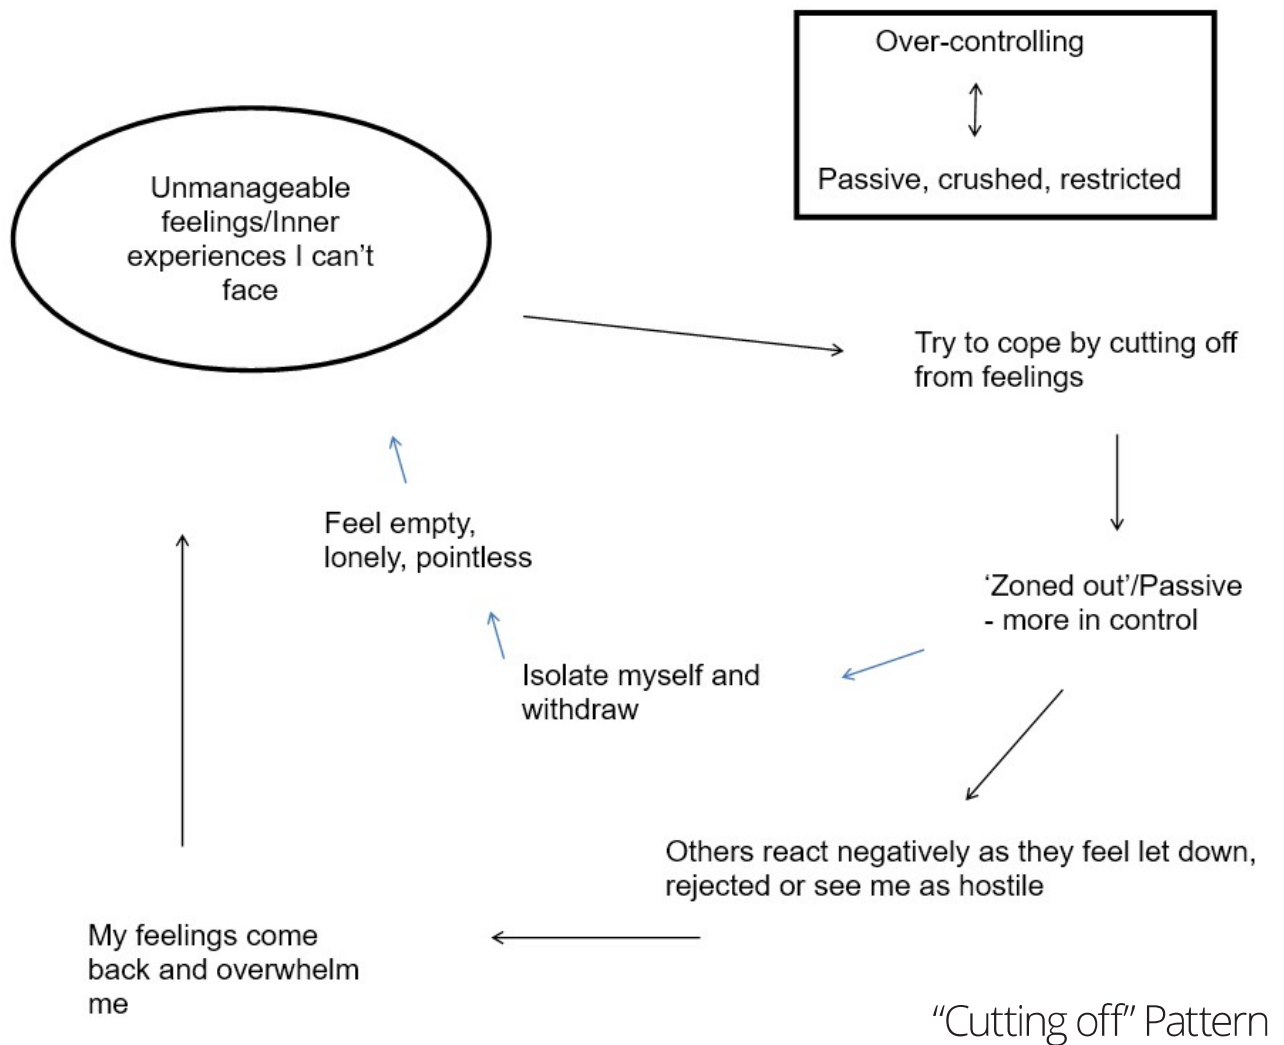 Over-controlling
Passive, crushed, restricted
Unmanageable
feelings/Inner
experiences I can’t
face
Try to cope by cutting off
from feelings
‘Zoned out’/Passive
- more in control
Feel empty,
lonely, pointless
Isolate myself and
withdraw
Others react negatively as they feel let down,
rejected or see me as hostile
My feelings come
back and overwhelm
me
“Cutting off” Pattern